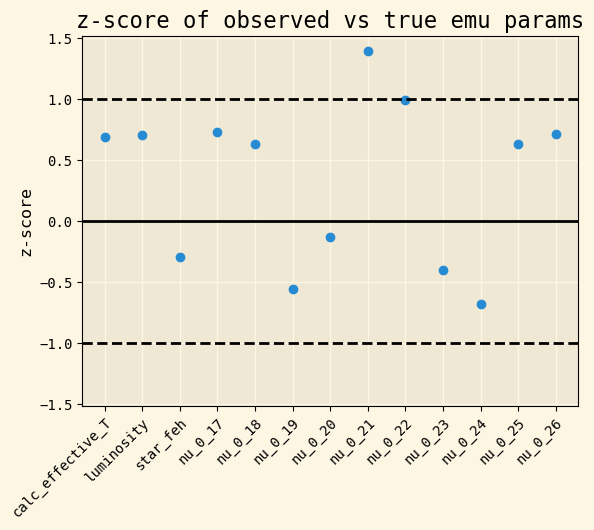 z-score of observed vs true emu params
z-score
1.5
1.0
0.5
0.0
−0.5
−1.0
−1.5
calc_effective_T
luminosity
star_feh
nu_0_17
nu_0_18
nu_0_19
nu_0_20
nu_0_21
nu_0_22
nu_0_23
nu_0_24
nu_0_25
nu_0_26